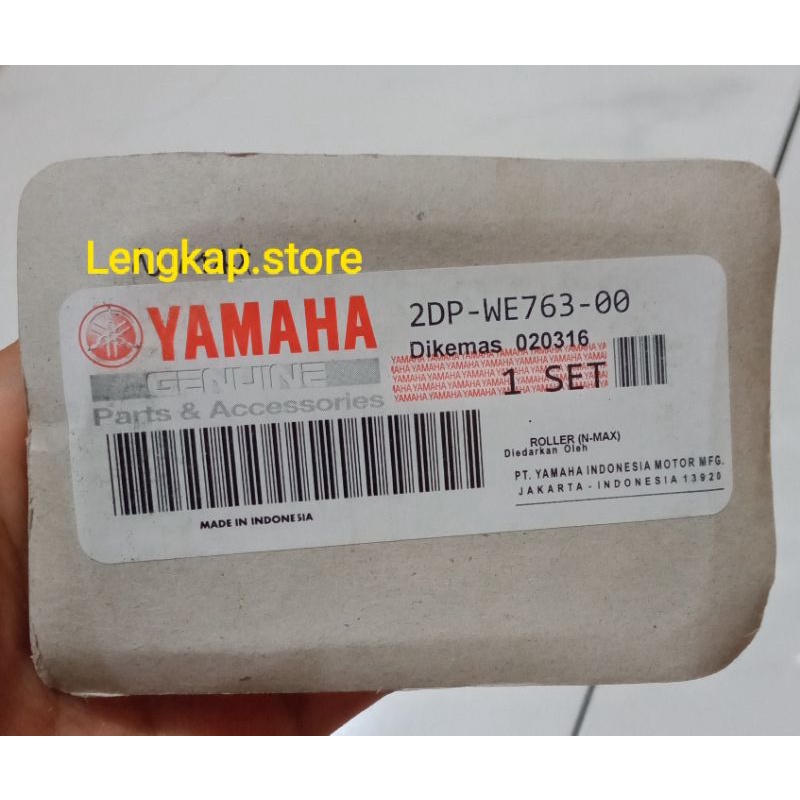 Lengkap.store
YAMAHA
GENUINE
Parts & Accessories
MADE IN INDONESIA
2DP-WE763-00
Dikemas 020316
1 SET
ROLLER (N-MAX)
Diedarkan Oleh
PT. YAMAHA INDONESIA MOTOR MFG.
JAKARTA - INDONESIA 13920